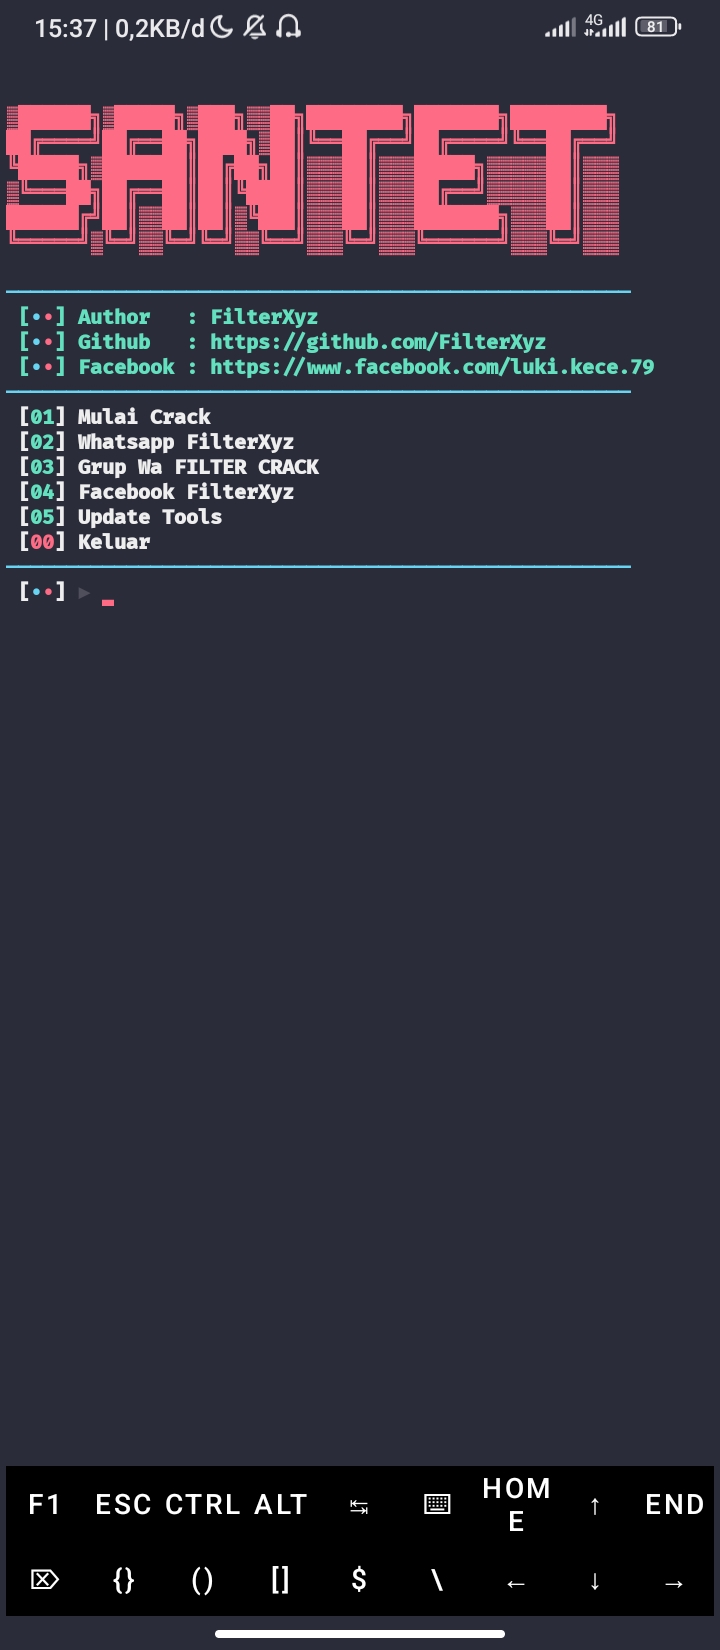 15:37 | 0,2KB/d 4G 81
SANTET
[••] Author : FilterXyz
[••] Github : https://github.com/FilterXyz
[••] Facebook : https://www.facebook.com/luki.kece.79
[01] Mulai Crack
[02] Whatsapp FilterXyz
[03] Grup Wa FILTER CRACK
[04] Facebook FilterXyz
[05] Update Tools
[00] Keluar
[••] ▶ _
F1 ESC CTRL ALT ↹ ⌨ HOME ↑ END
⌦ {} () [] $ \ ← ↓ →